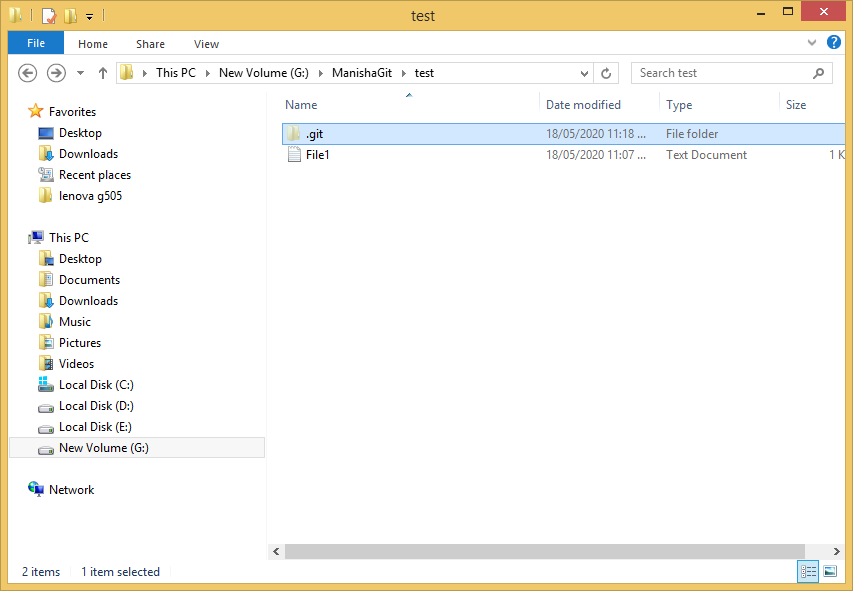 test
File Home Share View
This PC New Volume (G:) ManishaGit test Search test
Name Date modified Type Size
.git 18/05/2020 11:18 ... File folder
File1 18/05/2020 11:07 ... Text Document 1 K
Favorites
Desktop
Downloads
Recent places
lenova g505
This PC
Desktop
Documents
Downloads
Music
Pictures
Videos
Local Disk (C:)
Local Disk (D:)
Local Disk (E:)
New Volume (G:)
Network
2 items 1 item selected